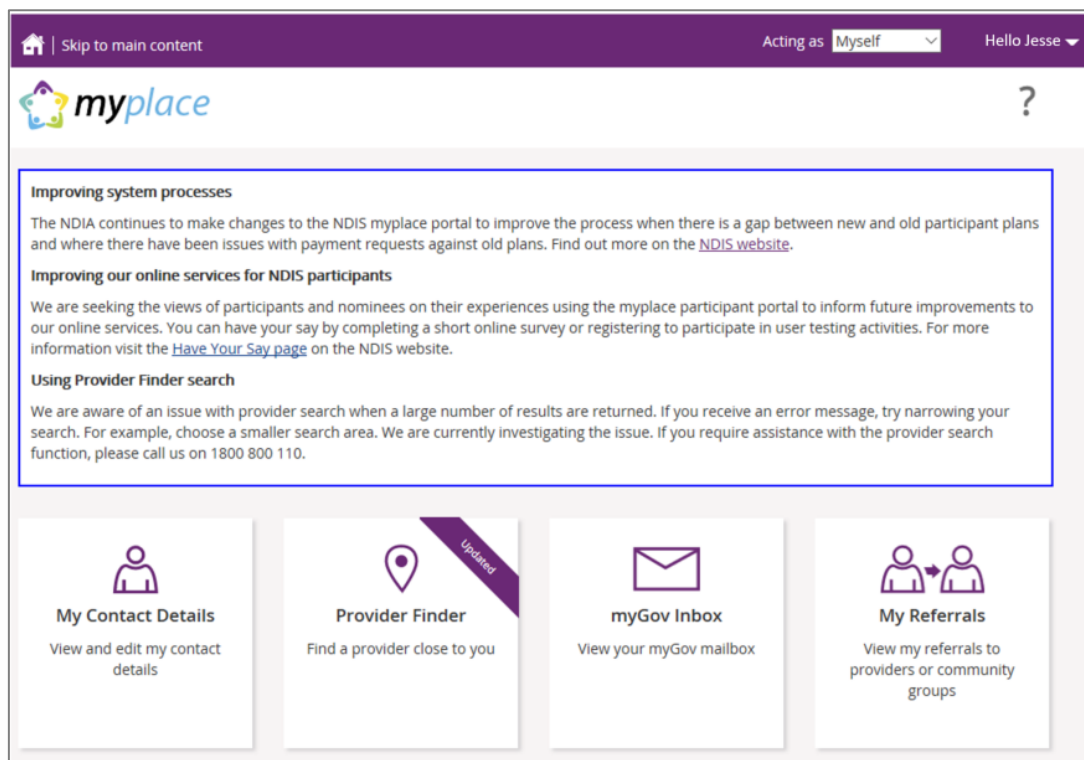 Skip to main content
Acting as Myself
Hello Jesse
myplace
?
Improving system processes
The NDIA continues to make changes to the NDIS myplace portal to improve the process when there is a gap between new and old participant plans
and where there have been issues with payment requests against old plans. Find out more on the NDIS website.
Improving our online services for NDIS participants
We are seeking the views of participants and nominees on their experiences using the myplace participant portal to inform future improvements to
our online services. You can have your say by completing a short online survey or registering to participate in user testing activities. For more
information visit the Have Your Say page on the NDIS website.
Using Provider Finder search
We are aware of an issue with provider search when a large number of results are returned. If you receive an error message, try narrowing your
search. For example, choose a smaller search area. We are currently investigating the issue. If you require assistance with the provider search
function, please call us on 1800 800 110.
My Contact Details
View and edit my contact
details
Updated
Provider Finder
Find a provider close to you
myGov Inbox
View your myGov mailbox
My Referrals
View my referrals to
providers or community
groups